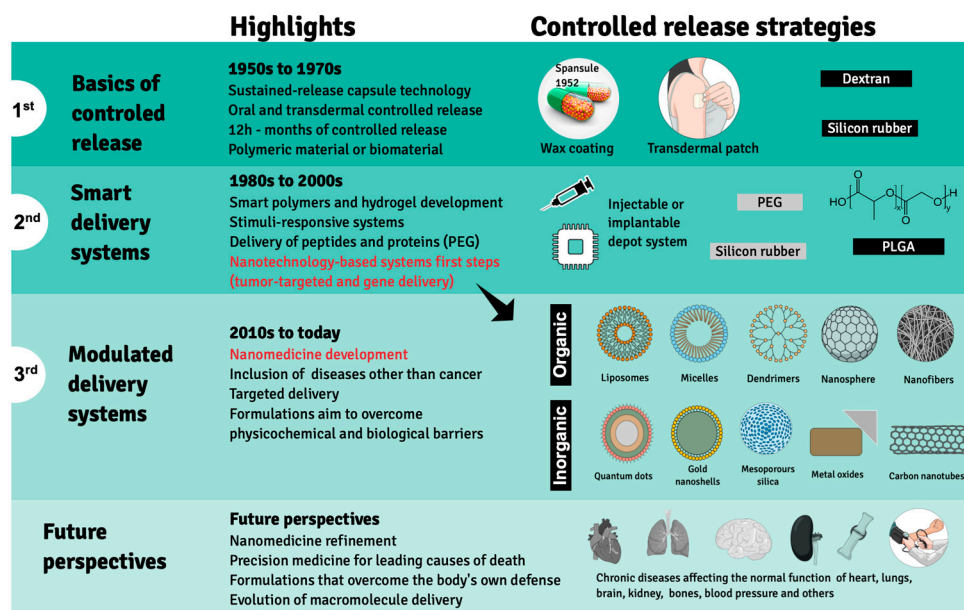 Highlights
Controlled release strategies
1st
Basics of
controled
release
1950s to 1970s
Sustained-release capsule technology
Oral and transdermal controlled release
12h - months of controlled release
Polymeric material or biomaterial
Spansule
1952
Wax coating
Transdermal patch
Dextran
Silicon rubber
2nd
Smart
delivery
systems
1980s to 2000s
Smart polymers and hydrogel development
Stimuli-responsive systems
Delivery of peptides and proteins (PEG)
Nanotechnology-based systems first steps
(tumor-targeted and gene delivery)
Injectable or
implantable
depot system
PEG
Silicon rubber
HO
O
O
O
O
H
x
y
PLGA
3rd
Modulated
delivery
systems
2010s to today
Nanomedicine development
Inclusion of diseases other than cancer
Targeted delivery
Formulations aim to overcome
physicochemical and biological barriers
Organic
Liposomes
Micelles
Dendrimers
Nanosphere
Nanofibers
Inorganic
Quantum dots
Gold
nanoshells
Mesoporours
silica
Metal oxides
Carbon nanotubes
Future
perspectives
Future perspectives
Nanomedicine refinement
Precision medicine for leading causes of death
Formulations that overcome the body's own defense
Evolution of macromolecule delivery
Chronic diseases affecting the normal function of heart, lungs,
brain, kidney, bones, blood pressure and others